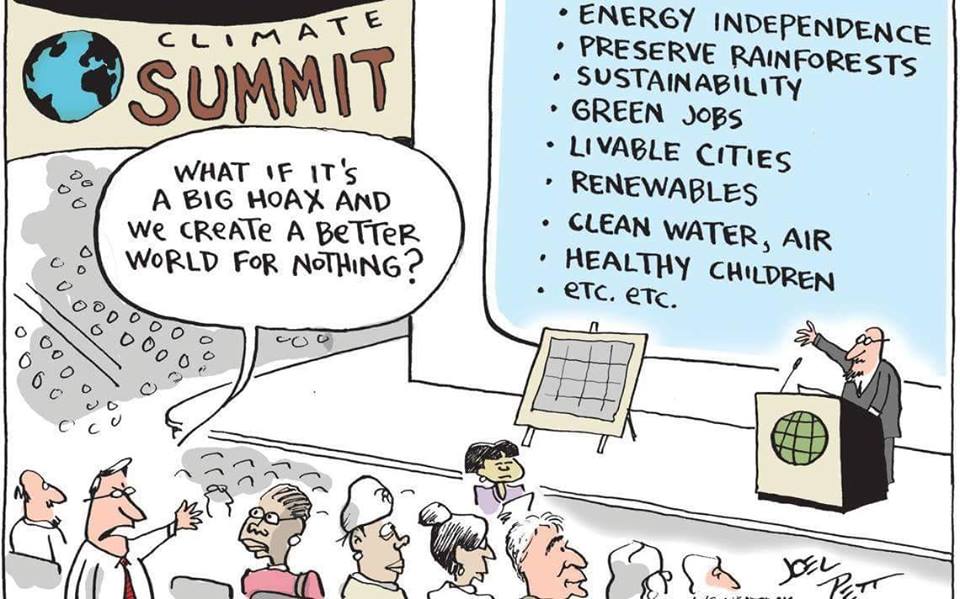 CLIMATE
SUMMIT
WHAT IF IT'S
A BIG HOAX AND
WE CREATE A BETTER
WORLD FOR NOTHING?
• ENERGY INDEPENDENCE
• PRESERVE RAINFORESTS
• SUSTAINABILITY
• GREEN JOBS
• LIVABLE CITIES
• RENEWABLES
• CLEAN WATER, AIR
• HEALTHY CHILDREN
• ETC. ETC.
JOEL
PETT